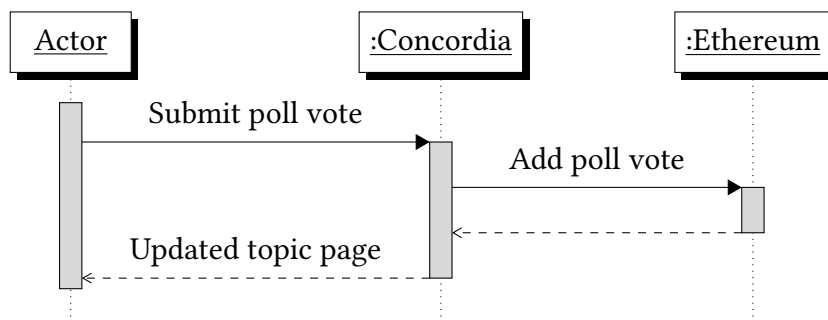 Actor
:Concordia
:Ethereum
Submit poll vote
Add poll vote
Updated topic page